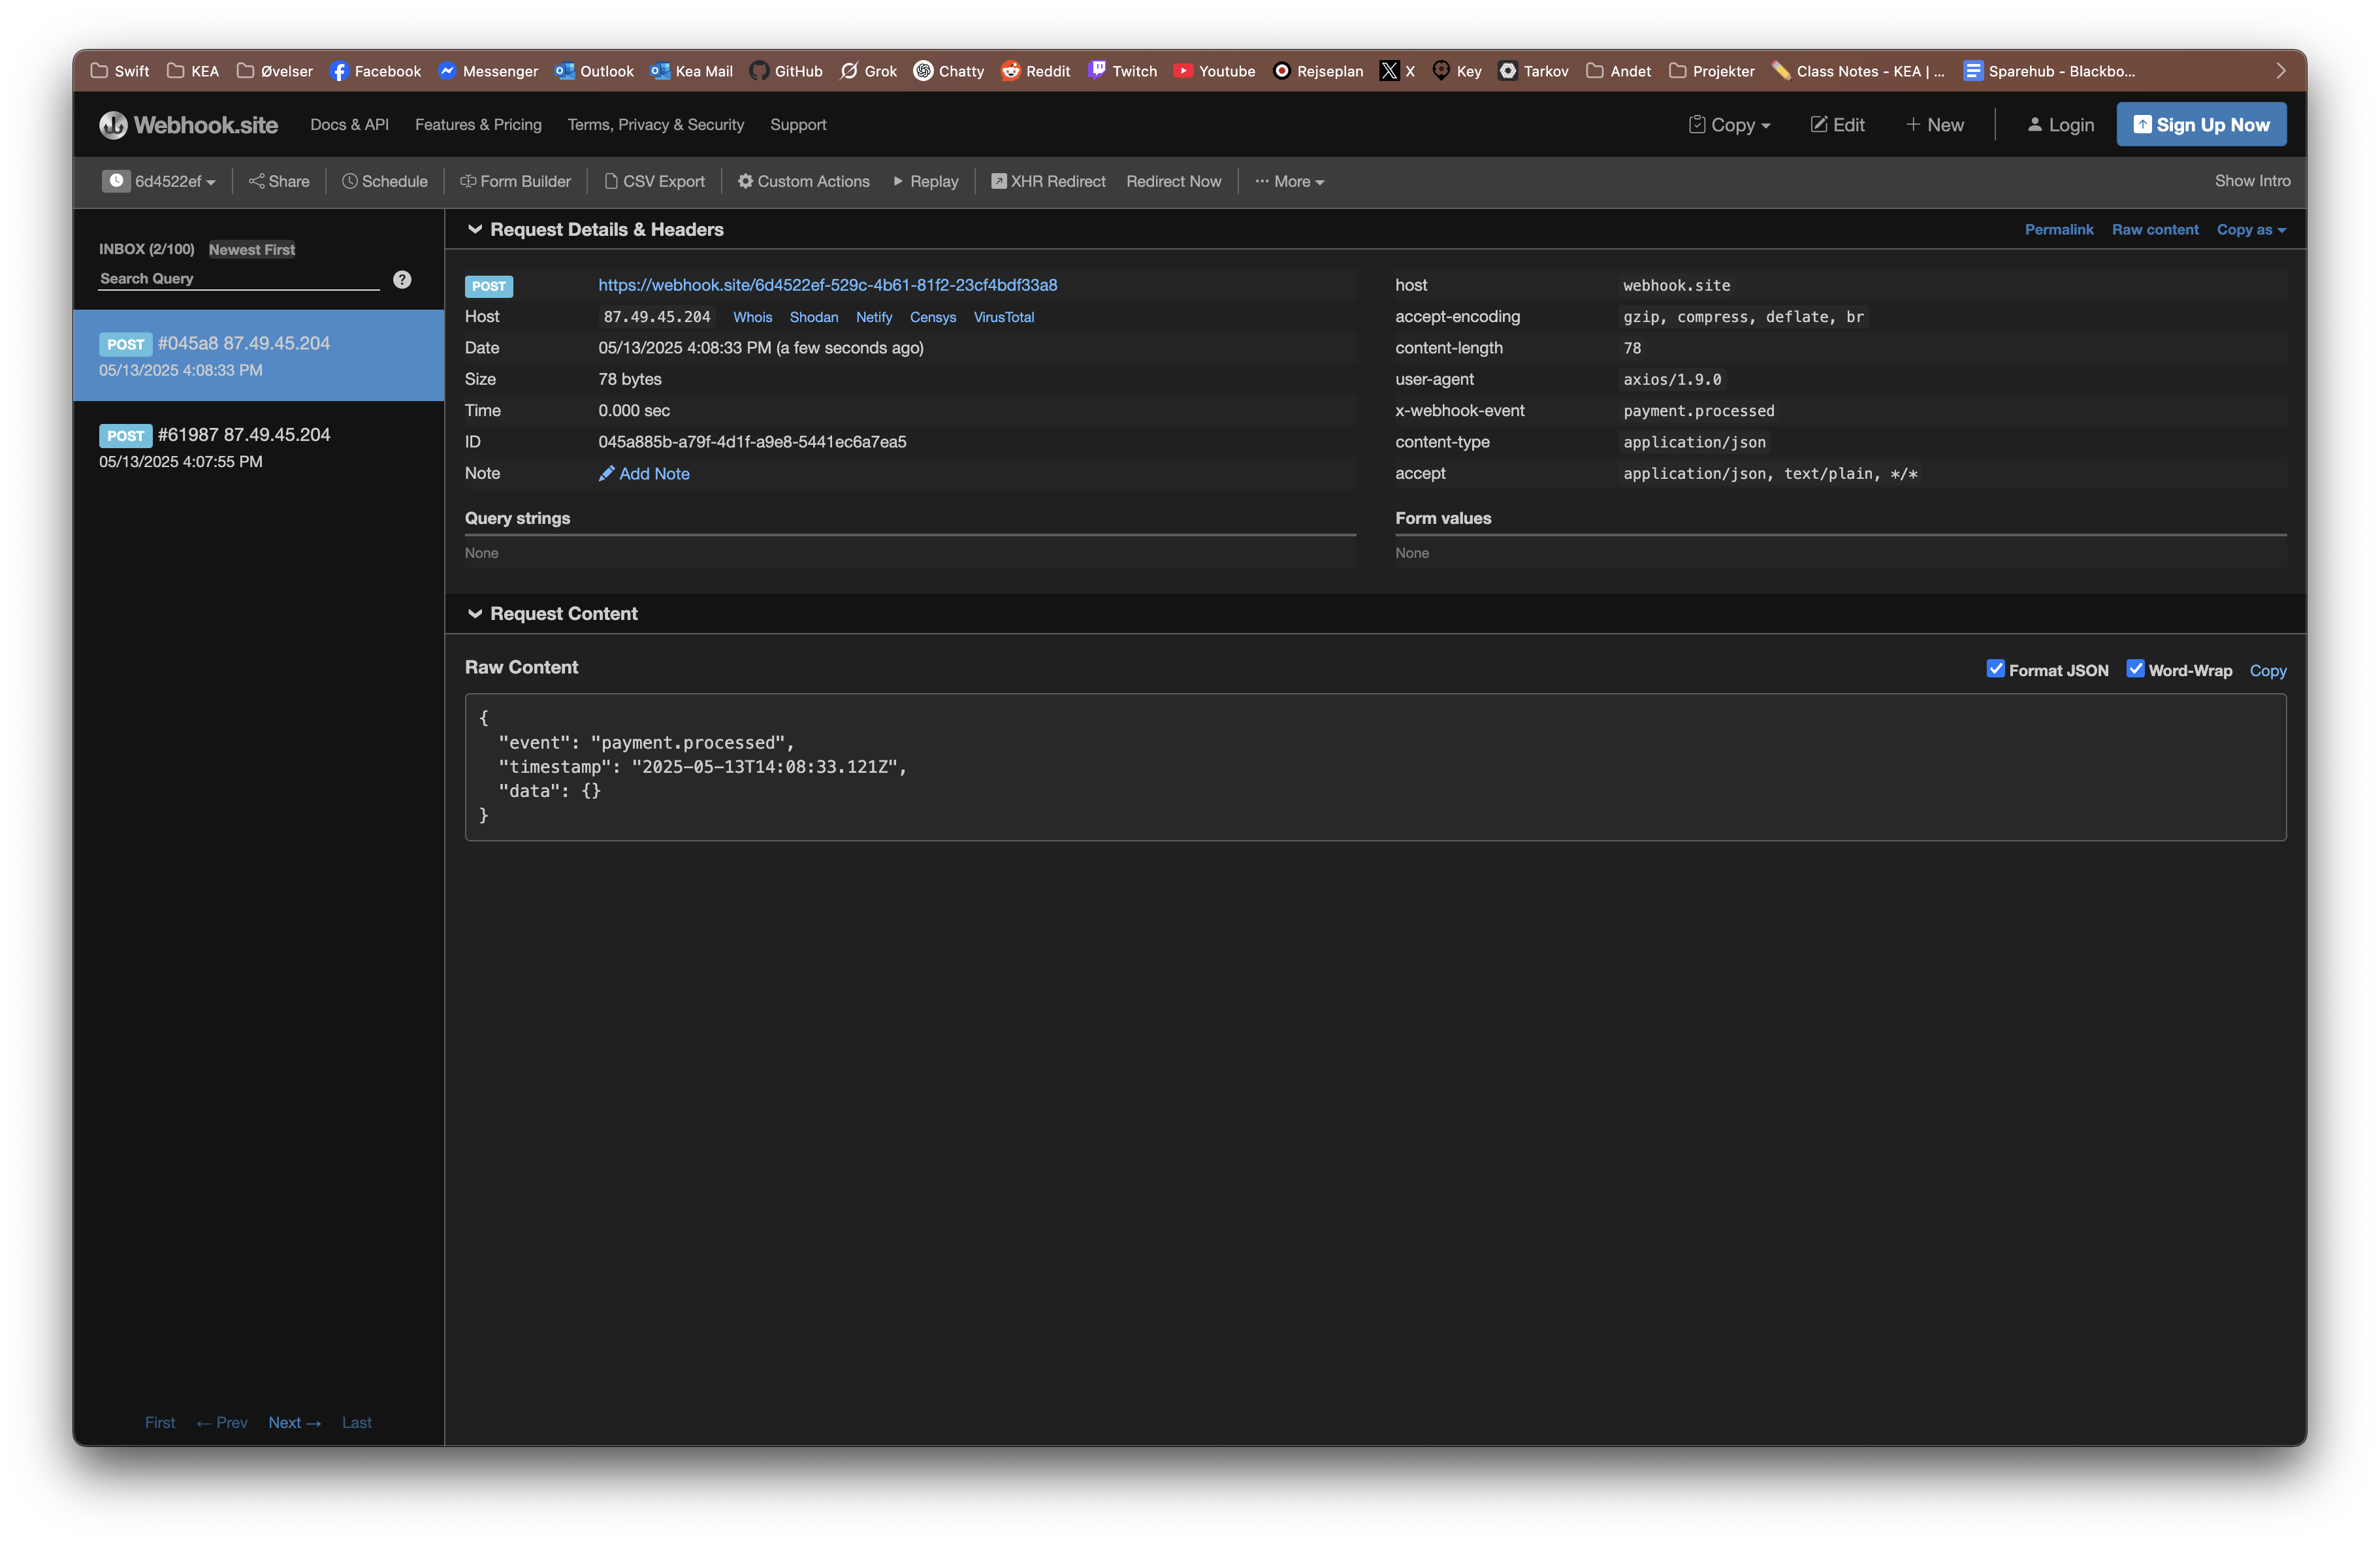 Swift KEA Øvelser Facebook Messenger Outlook Kea Mail GitHub Grok Chatty Reddit Twitch Youtube Rejseplan X Key Tarkov Andet Projekter Class Notes - KEA | ... Sparehub - Blackbo...
Webhook.site Docs & API Features & Pricing Terms, Privacy & Security Support Copy Edit + New Login Sign Up Now
6d4522ef Share Schedule Form Builder CSV Export Custom Actions Replay XHR Redirect Redirect Now ··· More Show Intro
INBOX (2/100) Newest First
Search Query ?
POST #045a8 87.49.45.204
05/13/2025 4:08:33 PM
POST #61987 87.49.45.204
05/13/2025 4:07:55 PM
First ← Prev Next → Last
Request Details & Headers Permalink Raw content Copy as
POST https://webhook.site/6d4522ef-529c-4b61-81f2-23cf4bdf33a8
Host 87.49.45.204 Whois Shodan Netify Censys VirusTotal
Date 05/13/2025 4:08:33 PM (a few seconds ago)
Size 78 bytes
Time 0.000 sec
ID 045a885b-a79f-4d1f-a9e8-5441ec6a7ea5
Note Add Note
Query strings
None
host webhook.site
accept-encoding gzip, compress, deflate, br
content-length 78
user-agent axios/1.9.0
x-webhook-event payment.processed
content-type application/json
accept application/json, text/plain, */*
Form values
None
Request Content
Raw Content Format JSON Word-Wrap Copy
{
"event": "payment.processed",
"timestamp": "2025-05-13T14:08:33.121Z",
"data": {}
}